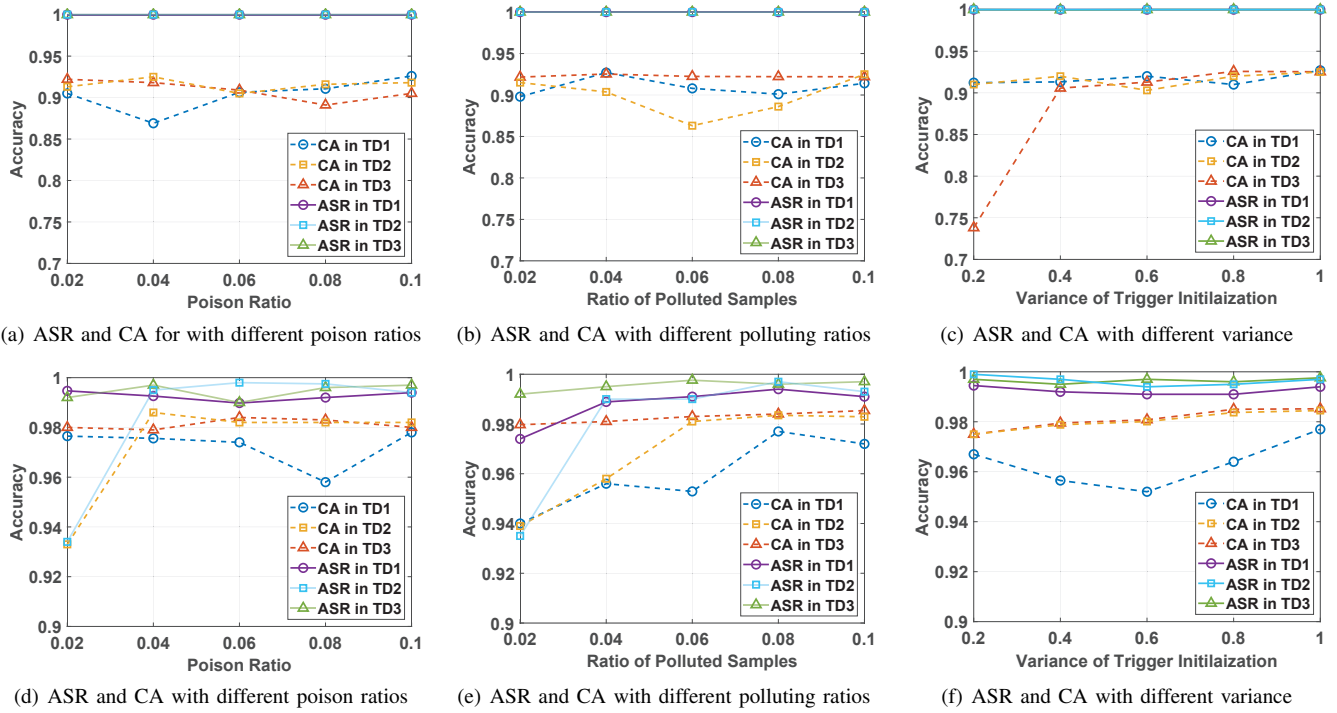 1
0.95
0.9
0.85
0.8
0.75
0.7
Accuracy
0.02 0.04 0.06 0.08 0.1
Poison Ratio
CA in TD1
CA in TD2
CA in TD3
ASR in TD1
ASR in TD2
ASR in TD3
(a) ASR and CA for with different poison ratios
1
0.95
0.9
0.85
0.8
0.75
0.7
Accuracy
0.02 0.04 0.06 0.08 0.1
Ratio of Polluted Samples
CA in TD1
CA in TD2
CA in TD3
ASR in TD1
ASR in TD2
ASR in TD3
(b) ASR and CA with different polluting ratios
1
0.95
0.9
0.85
0.8
0.75
0.7
Accuracy
0.2 0.4 0.6 0.8 1
Variance of Trigger Initilaization
CA in TD1
CA in TD2
CA in TD3
ASR in TD1
ASR in TD2
ASR in TD3
(c) ASR and CA with different variance
1
0.98
0.96
0.94
0.92
0.9
Accuracy
0.02 0.04 0.06 0.08 0.1
Poison Ratio
CA in TD1
CA in TD2
CA in TD3
ASR in TD1
ASR in TD2
ASR in TD3
(d) ASR and CA with different poison ratios
1
0.98
0.96
0.94
0.92
0.9
Accuracy
0.02 0.04 0.06 0.08 0.1
Ratio of Polluted Samples
CA in TD1
CA in TD2
CA in TD3
ASR in TD1
ASR in TD2
ASR in TD3
(e) ASR and CA with different polluting ratios
1
0.98
0.96
0.94
0.92
0.9
Accuracy
0.2 0.4 0.6 0.8 1
Variance of Trigger Initilaization
CA in TD1
CA in TD2
CA in TD3
ASR in TD1
ASR in TD2
ASR in TD3
(f) ASR and CA with different variance